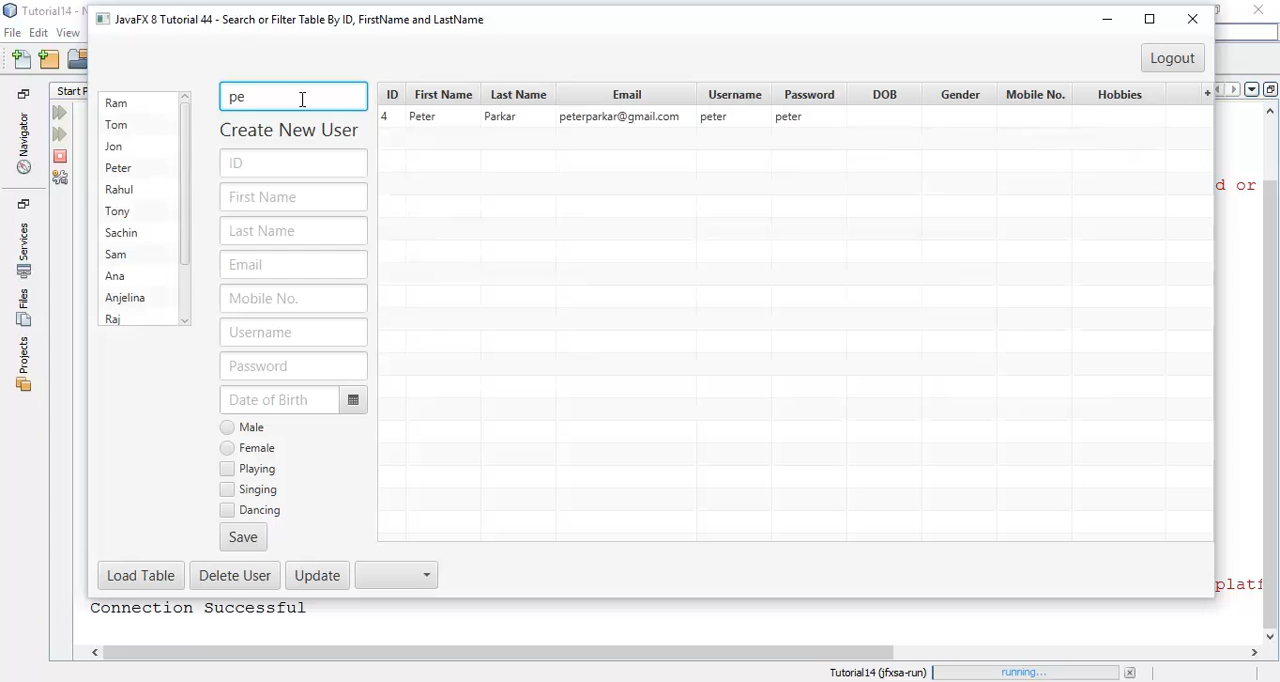 Tutorial14 - N
JavaFX 8 Tutorial 44 - Search or Filter Table By ID, FirstName and LastName
File Edit View
Logout
Start P
pe
ID First Name Last Name Email Username Password DOB Gender Mobile No. Hobbies +
4 Peter Parkar peterparkar@gmail.com peter peter
Ram
Tom
Jon
Peter
Rahul
Tony
Sachin
Sam
Ana
Anjelina
Raj
Create New User
ID
First Name
Last Name
Email
Mobile No.
Username
Password
Date of Birth
Male
Female
Playing
Singing
Dancing
Save
Load Table Delete User Update
Navigator
Services
Files
Projects
d or
platf
Connection Successful
Tutorial14 (jfxsa-run) running...